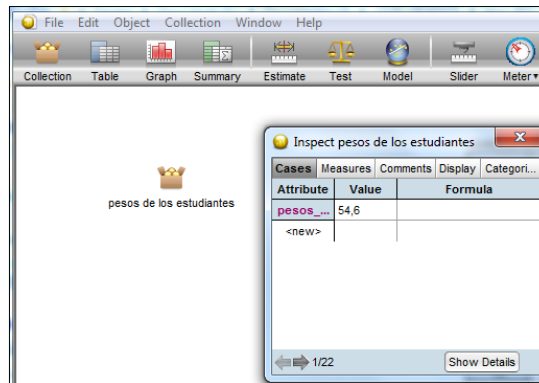 File Edit Object Collection Window Help
Collection Table Graph Summary Estimate Test Model Slider Meter
pesos de los estudiantes
Inspect pesos de los estudiantes
Cases Measures Comments Display Categori...
Attribute Value Formula
pesos_... 54,6
<new>
1/22
Show Details